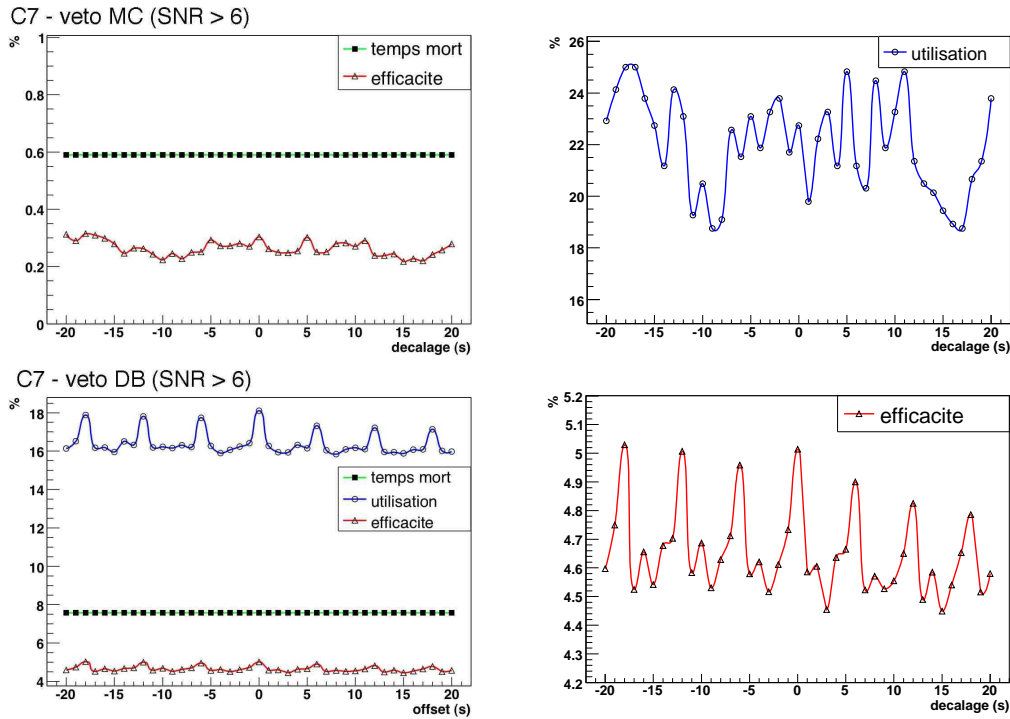 C7 - veto MC (SNR > 6)
%
1
0.8
0.6
0.4
0.2
0
temps mort
efficacite
-20 -15 -10 -5 0 5 10 15 20
decalage (s)
%
26
24
22
20
18
16
utilisation
-20 -15 -10 -5 0 5 10 15 20
decalage (s)
C7 - veto DB (SNR > 6)
%
18
16
14
12
10
8
6
4
temps mort
utilisation
efficacite
-20 -15 -10 -5 0 5 10 15 20
offset (s)
%
5.2
5.1
5
4.9
4.8
4.7
4.6
4.5
4.4
4.3
4.2
efficacite
-20 -15 -10 -5 0 5 10 15 20
decalage (s)